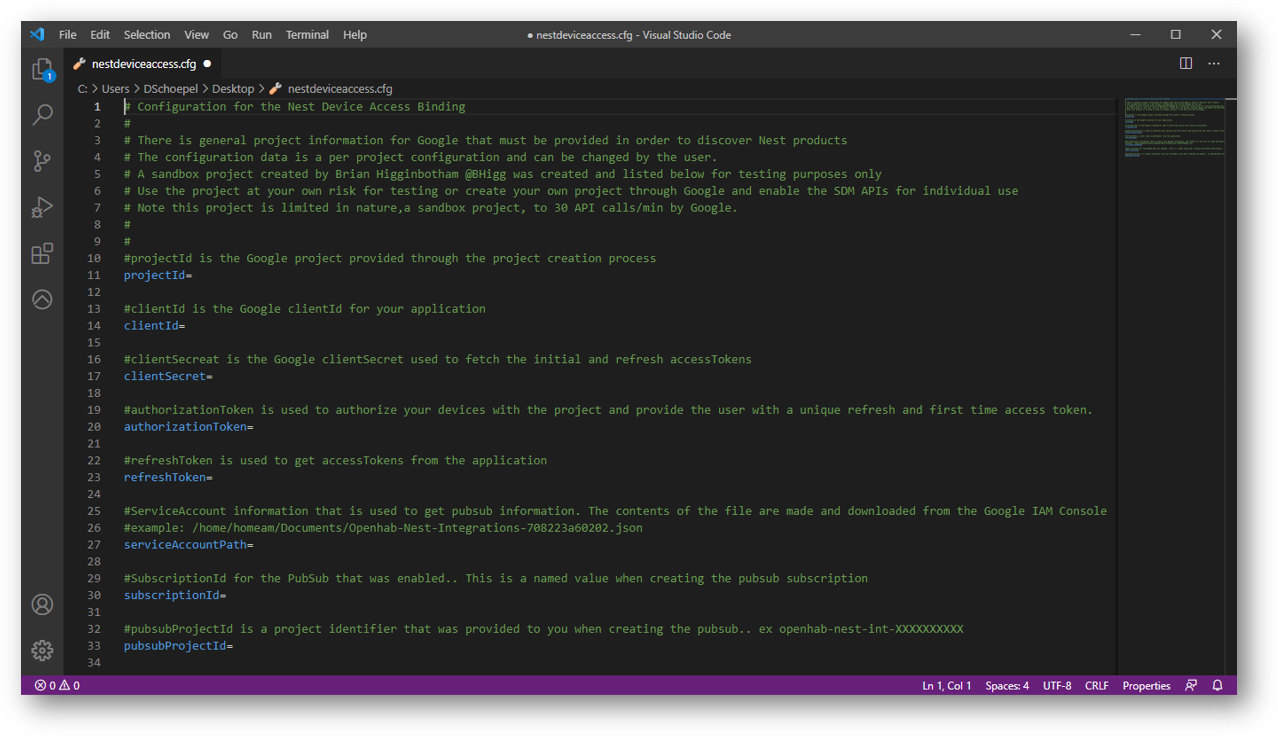 File Edit Selection View Go Run Terminal Help
● nestdeviceaccess.cfg - Visual Studio Code
nestdeviceaccess.cfg ●
C: > Users > DSchoepel > Desktop > nestdeviceaccess.cfg
1
1 # Configuration for the Nest Device Access Binding
2 #
3 # There is general project information for Google that must be provided in order to discover Nest products
4 # The configuration data is a per project configuration and can be changed by the user.
5 # A sandbox project created by Brian Higginbotham @BHigg was created and listed below for testing purposes only
6 # Use the project at your own risk for testing or create your own project through Google and enable the SDM APIs for individual use
7 # Note this project is limited in nature,a sandbox project, to 30 API calls/min by Google.
8 #
9 #
10 #projectId is the Google project provided through the project creation process
11 projectId=
12
13 #clientId is the Google clientId for your application
14 clientId=
15
16 #clientSecreat is the Google clientSecret used to fetch the initial and refresh accessTokens
17 clientSecret=
18
19 #authorizationToken is used to authorize your devices with the project and provide the user with a unique refresh and first time access token.
20 authorizationToken=
21
22 #refreshToken is used to get accessTokens from the application
23 refreshToken=
24
25 #ServiceAccount information that is used to get pubsub information. The contents of the file are made and downloaded from the Google IAM Console
26 #example: /home/homeam/Documents/Openhab-Nest-Integrations-708223a60202.json
27 serviceAccountPath=
28
29 #SubscriptionId for the PubSub that was enabled.. This is a named value when creating the pubsub subscription
30 subscriptionId=
31
32 #pubsubProjectId is a project identifier that was provided to you when creating the pubsub.. ex openhab-nest-int-XXXXXXXXXX
33 pubsubProjectId=
34
0 0
Ln 1, Col 1 Spaces: 4 UTF-8 CRLF Properties